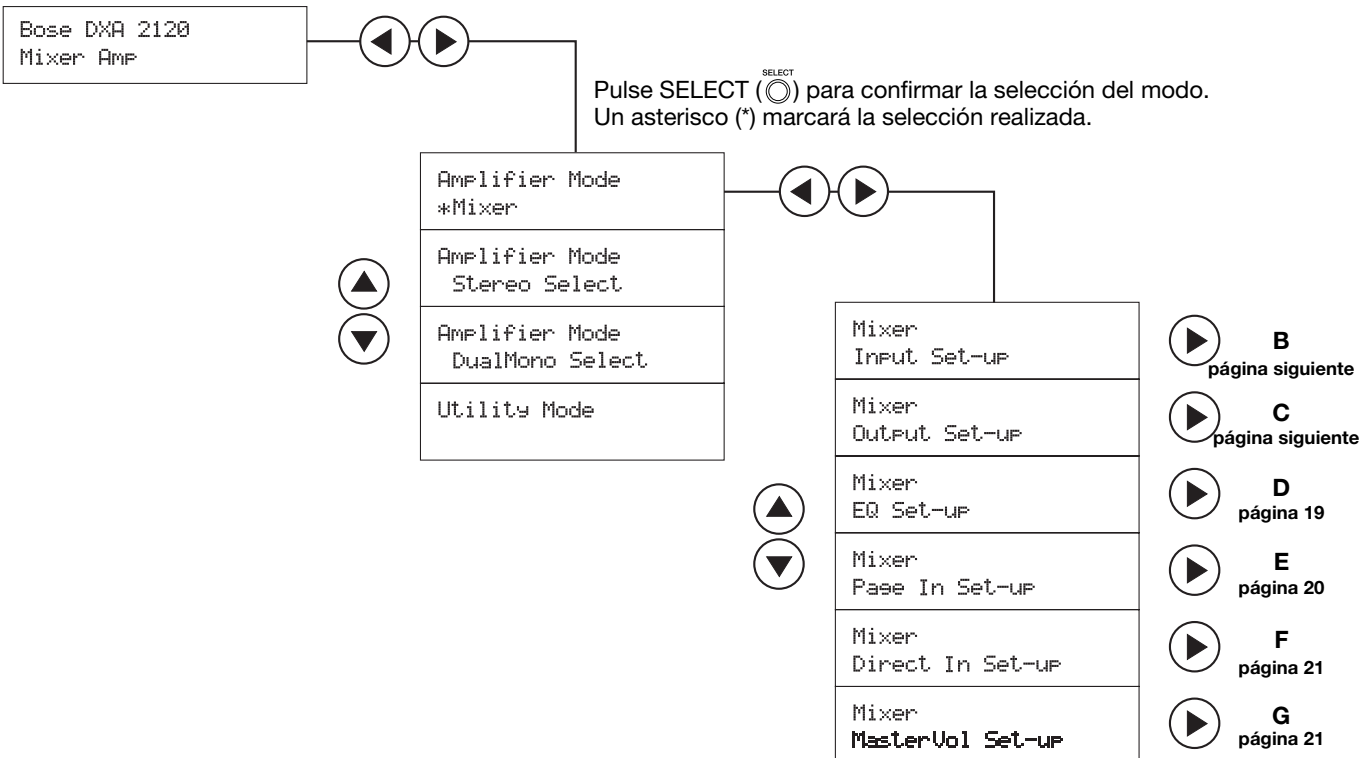 Bose DXA 2120
Mixer Amp
Pulse SELECT (SELECT) para confirmar la selección del modo.
Un asterisco (*) marcará la selección realizada.
Amplifier Mode
*Mixer
Amplifier Mode
Stereo Select
Amplifier Mode
DualMono Select
Utility Mode
Mixer
Input Set-up
B
página siguiente
Mixer
Output Set-up
C
página siguiente
Mixer
EQ Set-up
D
página 19
Mixer
Page In Set-up
E
página 20
Mixer
Direct In Set-up
F
página 21
Mixer
MasterVol Set-up
G
página 21